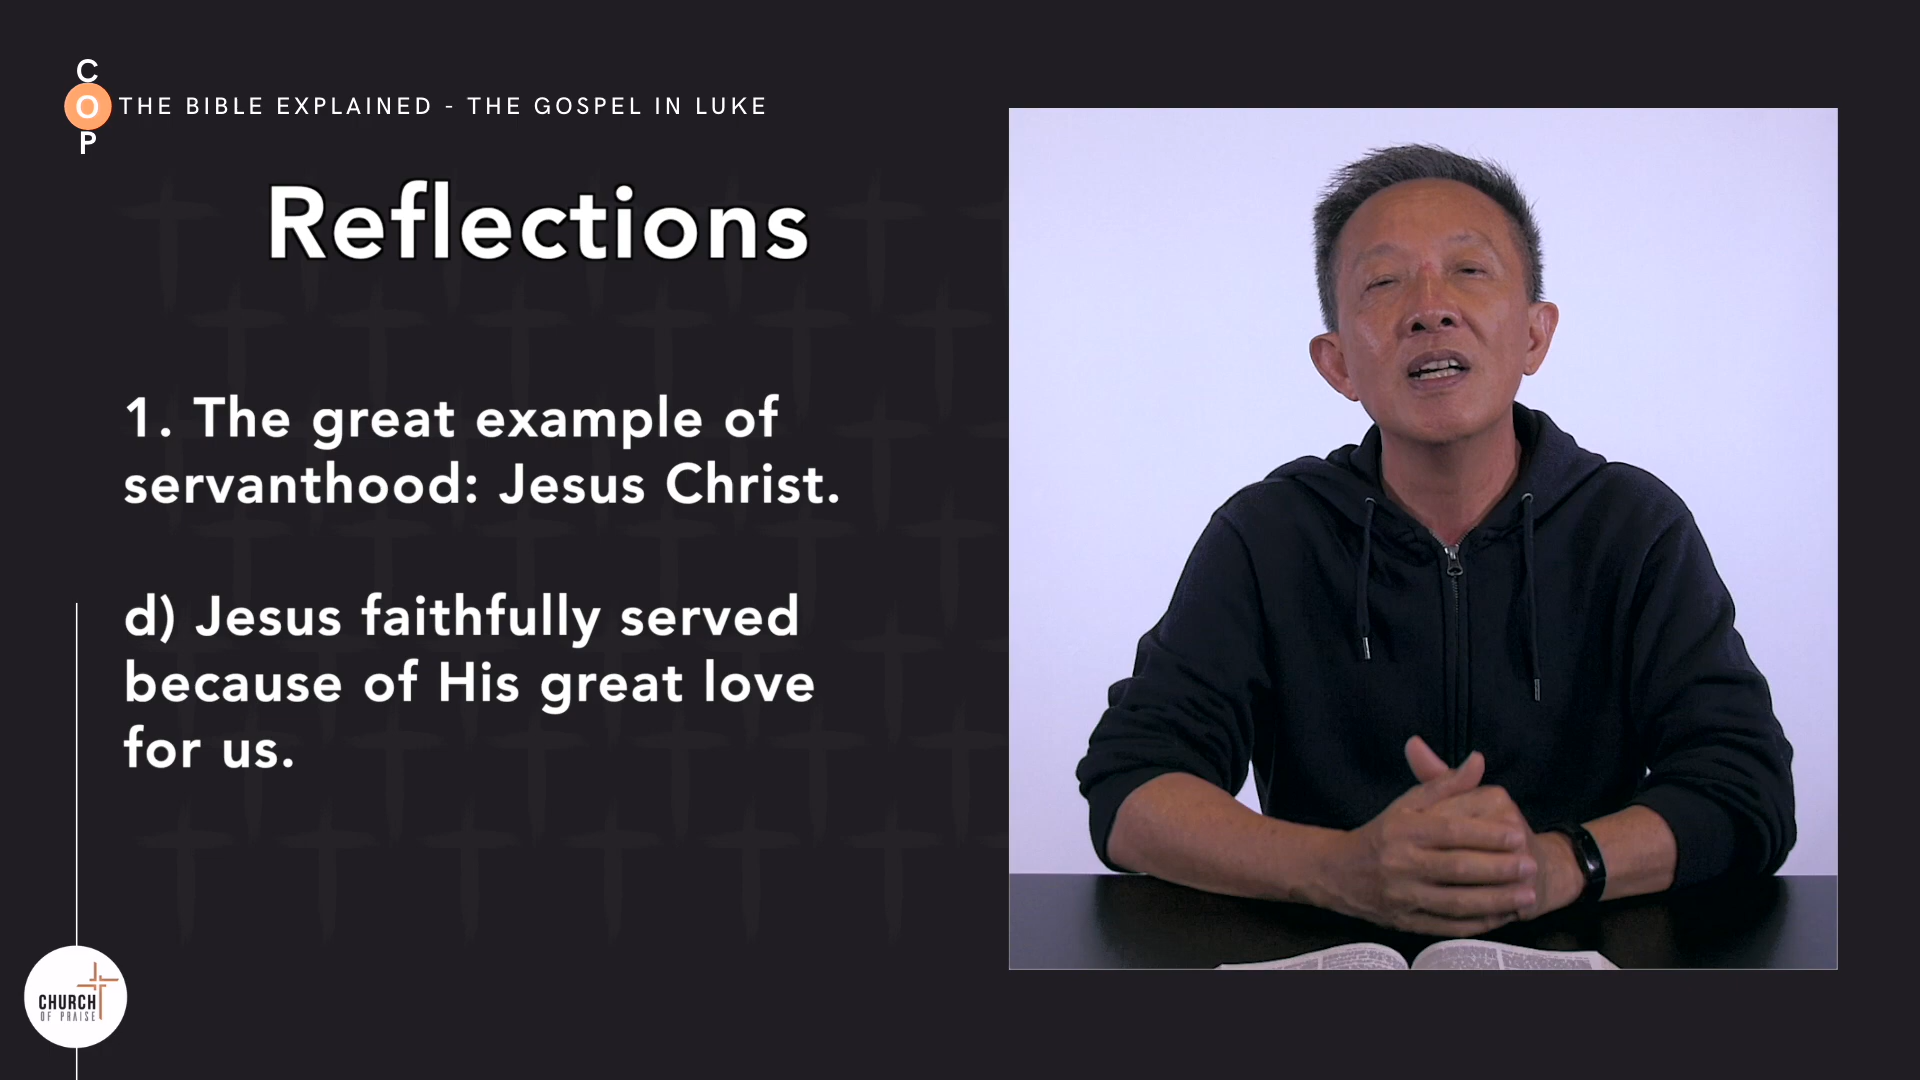 C
O
P
THE BIBLE EXPLAINED - THE GOSPEL IN LUKE
Reflections
1. The great example of
servanthood: Jesus Christ.
d) Jesus faithfully served
because of His great love
for us.
CHURCH
OF PRAISE